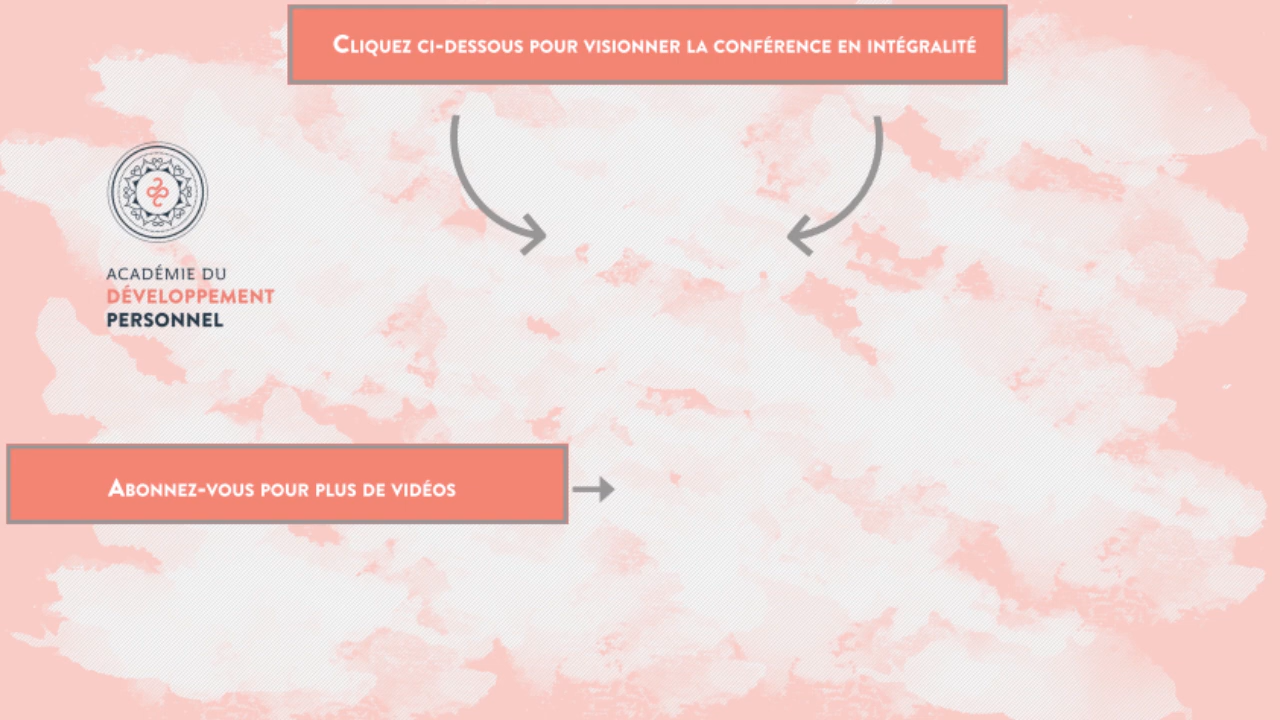 Cliquez ci-dessous pour visionner la conférence en intégralité
ACADÉMIE DU
DÉVELOPPEMENT
PERSONNEL
Abonnez-vous pour plus de vidéos